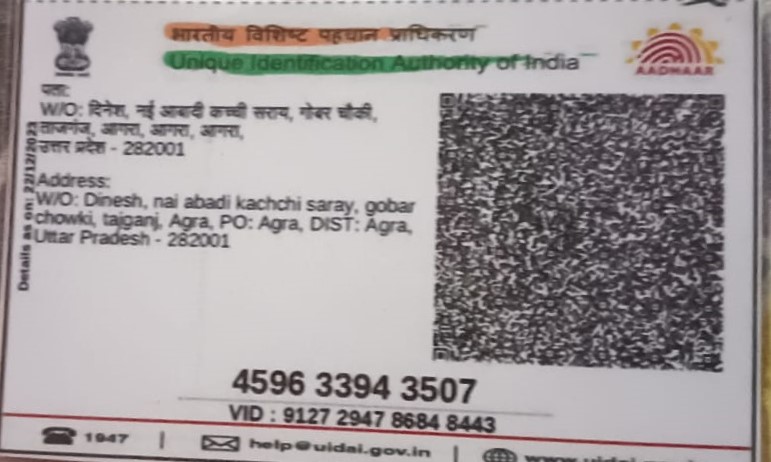 भारतीय विशिष्ट पहचान प्राधिकरण
Unique Identification Authority of India
AADHAAR
पता:
W/O: दिनेश, नई आबादी कच्ची सराय, गोबर चौकी,
ताजगंज, आगरा, आगरा, आगरा,
उत्तर प्रदेश - 282001
Address:
W/O: Dinesh, nai abadi kachchi saray, gobar
chowki, tajganj, Agra, PO: Agra, DIST: Agra,
Uttar Pradesh - 282001
Details as on: 22/12/2023
4596 3394 3507
VID : 9127 2947 8684 8443
1947 | help@uidai.gov.in |